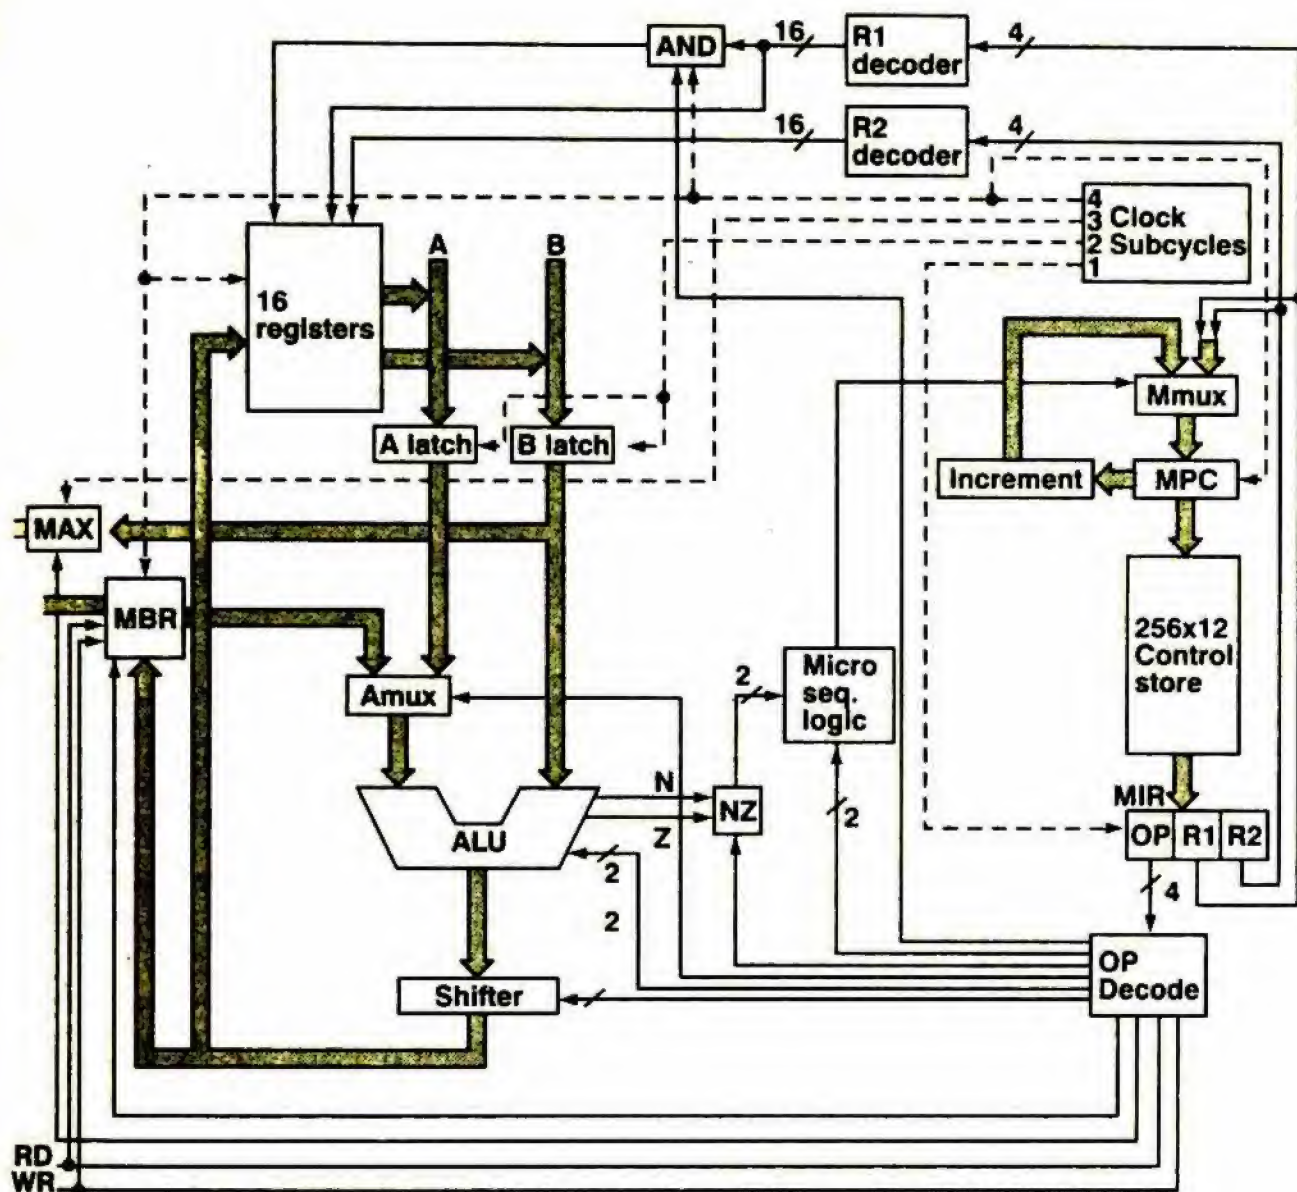 AND
16
R1
decoder
4
16
R2
decoder
4
4
3
2
1
Clock
Subcycles
A
B
16
registers
A latch
B latch
Mmux
Increment
MPC
MAX
MBR
256x12
Control
store
Micro
seq.
logic
2
Amux
N
NZ
Z
ALU
2
2
2
MIR
OP
R1
R2
4
OP
Decode
Shifter
RD
WR